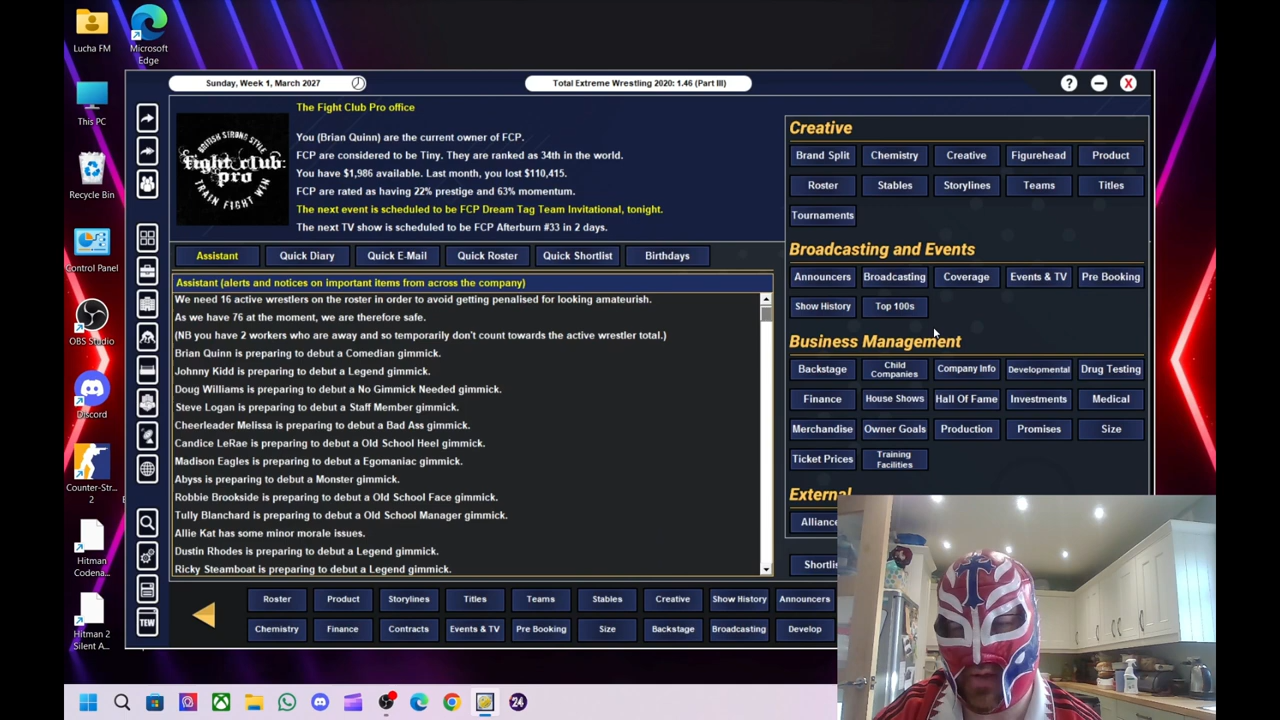 Lucha FM
Microsoft
Edge
This PC
Recycle Bin
Control Panel
OBS Studio
Discord
Counter-Str...
2
Hitman
Codena...
Hitman 2
Silent A...
Sunday, Week 1, March 2027
Total Extreme Wrestling 2020: 1.46 (Part III)
?
X
BRITISH STRONG STYLE
fight club:
pro
TRAIN FIGHT WIN
The Fight Club Pro office
You (Brian Quinn) are the current owner of FCP.
FCP are considered to be Tiny. They are ranked as 34th in the world.
You have $1,986 available. Last month, you lost $110,415.
FCP are rated as having 22% prestige and 63% momentum.
The next event is scheduled to be FCP Dream Tag Team Invitational, tonight.
The next TV show is scheduled to be FCP Afterburn #33 in 2 days.
Assistant Quick Diary Quick E-Mail Quick Roster Quick Shortlist Birthdays
Assistant (alerts and notices on important items from across the company)
We need 16 active wrestlers on the roster in order to avoid getting penalised for looking amateurish.
As we have 76 at the moment, we are therefore safe.
(NB you have 2 workers who are away and so temporarily don't count towards the active wrestler total.)
Brian Quinn is preparing to debut a Comedian gimmick.
Johnny Kidd is preparing to debut a Legend gimmick.
Doug Williams is preparing to debut a No Gimmick Needed gimmick.
Steve Logan is preparing to debut a Staff Member gimmick.
Cheerleader Melissa is preparing to debut a Bad Ass gimmick.
Candice LeRae is preparing to debut a Old School Heel gimmick.
Madison Eagles is preparing to debut a Egomaniac gimmick.
Abyss is preparing to debut a Monster gimmick.
Robbie Brookside is preparing to debut a Old School Face gimmick.
Tully Blanchard is preparing to debut a Old School Manager gimmick.
Allie Kat has some minor morale issues.
Dustin Rhodes is preparing to debut a Legend gimmick.
Ricky Steamboat is preparing to debut a Legend gimmick.
Creative
Brand Split Chemistry Creative Figurehead Product
Roster Stables Storylines Teams Titles
Tournaments
Broadcasting and Events
Announcers Broadcasting Coverage Events & TV Pre Booking
Show History Top 100s
Business Management
Backstage Child Companies Company Info Developmental Drug Testing
Finance House Shows Hall Of Fame Investments Medical
Merchandise Owner Goals Production Promises Size
Ticket Prices Training Facilities
External
Allianc
Shortlis
Roster Product Storylines Titles Teams Stables Creative Show History Announcers
Chemistry Finance Contracts Events & TV Pre Booking Size Backstage Broadcasting Develop
TEW
24